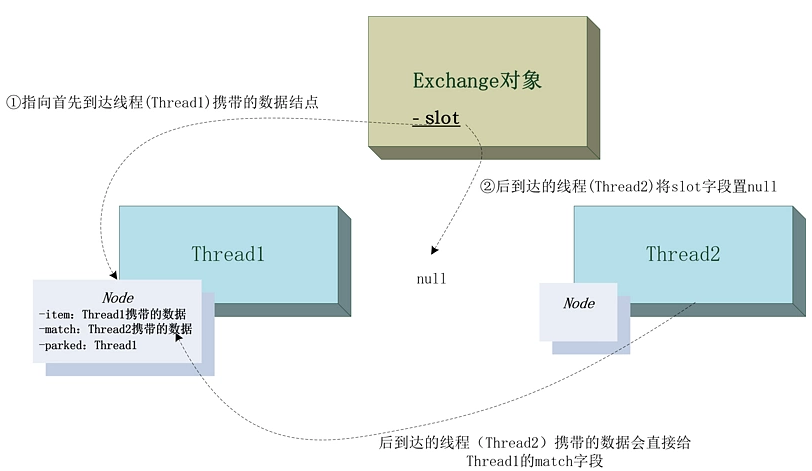 Exchange对象
- slot
①指向首先到达线程(Thread1)携带的数据结点
②后到达的线程(Thread2)将slot字段置null
Thread1
Thread2
null
Node
-item: Thread1携带的数据
-match: Thread2携带的数据
-parked: Thread1
Node
后到达的线程（Thread2）携带的数据会直接给
Thread1的match字段